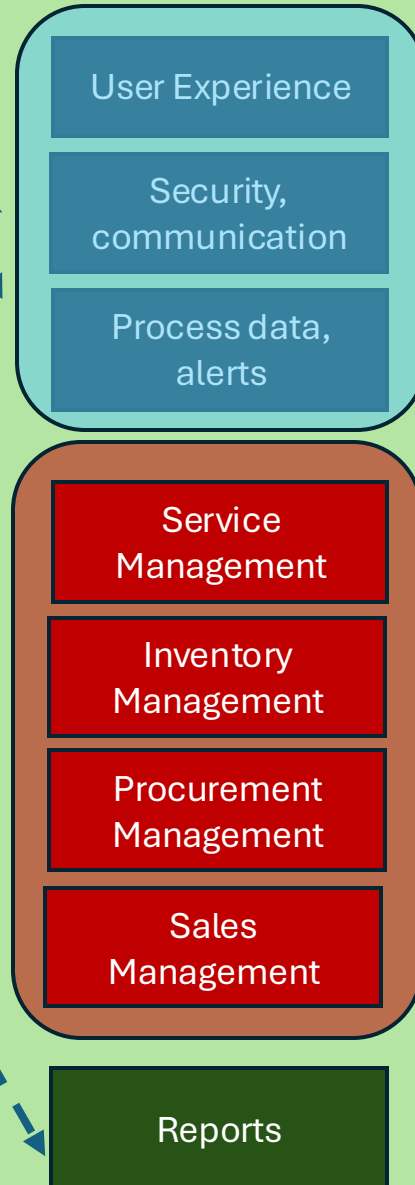 User Experience
Security,
communication
Process data,
alerts
Service
Management
Inventory
Management
Procurement
Management
Sales
Management
Reports